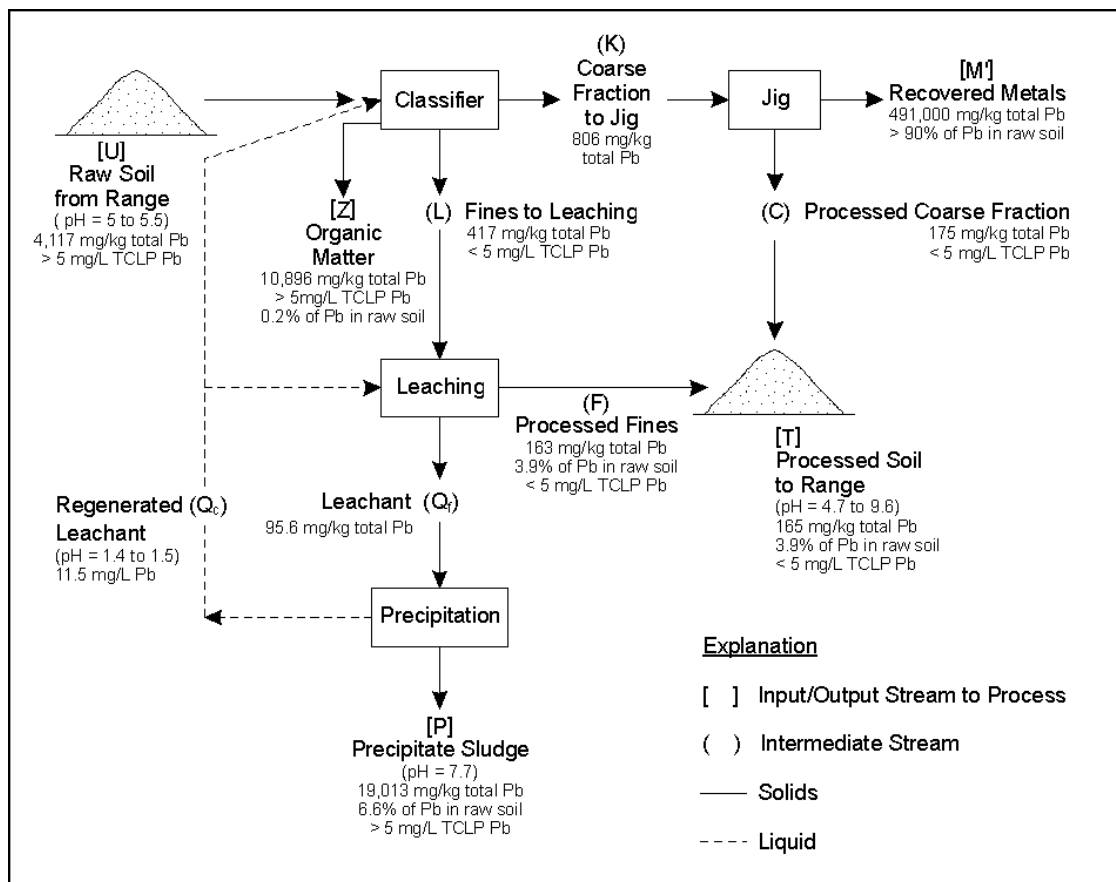 [U]
Raw Soil
from Range
( pH = 5 to 5.5)
4,117 mg/kg total Pb
> 5 mg/L TCLP Pb
Classifier
(K)
Coarse
Fraction
to Jig
806 mg/kg
total Pb
Jig
[M']
Recovered Metals
491,000 mg/kg total Pb
> 90% of Pb in raw soil
[Z]
Organic
Matter
10,896 mg/kg total Pb
> 5mg/L TCLP Pb
0.2% of Pb in raw soil
(L) Fines to Leaching
417 mg/kg total Pb
< 5 mg/L TCLP Pb
(C) Processed Coarse Fraction
175 mg/kg total Pb
< 5 mg/L TCLP Pb
Leaching
(F)
Processed Fines
163 mg/kg total Pb
3.9% of Pb in raw soil
< 5 mg/L TCLP Pb
[T]
Processed Soil
to Range
(pH = 4.7 to 9.6)
165 mg/kg total Pb
3.9% of Pb in raw soil
< 5 mg/L TCLP Pb
Regenerated (Qc)
Leachant
(pH = 1.4 to 1.5)
11.5 mg/L Pb
Leachant (Qf)
95.6 mg/kg total Pb
Precipitation
[P]
Precipitate Sludge
(pH = 7.7)
19,013 mg/kg total Pb
6.6% of Pb in raw soil
> 5 mg/L TCLP Pb
Explanation
[ ] Input/Output Stream to Process
( ) Intermediate Stream
Solids
Liquid